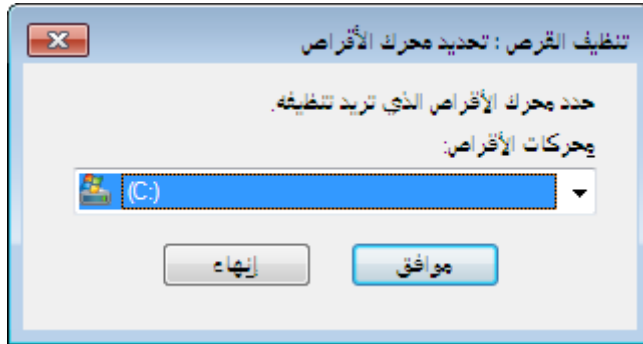 تنظيف القرص : تحديد محرك الأقراص
حدد محرك الأقراص الذي تريد تنظيفه.
محركات الأقراص:
(C:)
موافق
إنهاء